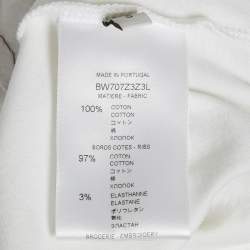 MADE IN PORTUGAL
BW707Z3Z3L
MATIERE - FABRIC
100% COTON
COTTON
コットン
棉
ХЛОПОК
BORDS COTES - RIBS
97% COTON
COTTON
コットン
棉
ХЛОПОК
3% ELASTHANNE
ELASTANE
ポリウレタン
ЭЛАСТАН
BRODERIE - EMBROIDERY